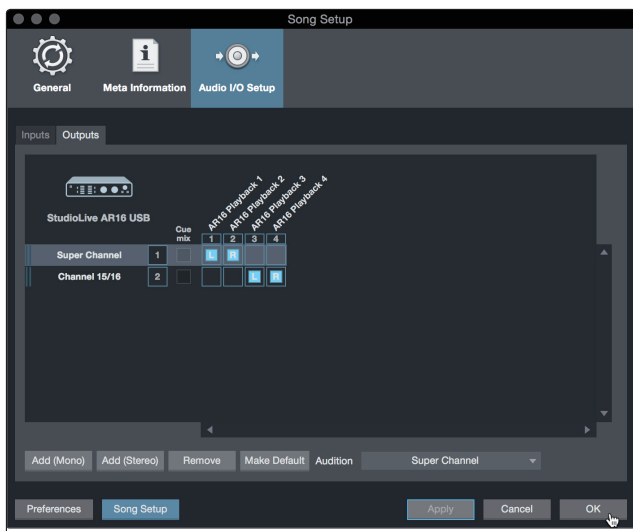 Song Setup
General
Meta Information
Audio I/O Setup
Inputs
Outputs
StudioLive AR16 USB
Cue
mix
AR16 Playback 1
AR16 Playback 2
AR16 Playback 3
AR16 Playback 4
1 2 3 4
Super Channel 1 L R
Channel 15/16 2 L R
Add (Mono) Add (Stereo) Remove Make Default Audition Super Channel
Preferences Song Setup Apply Cancel OK